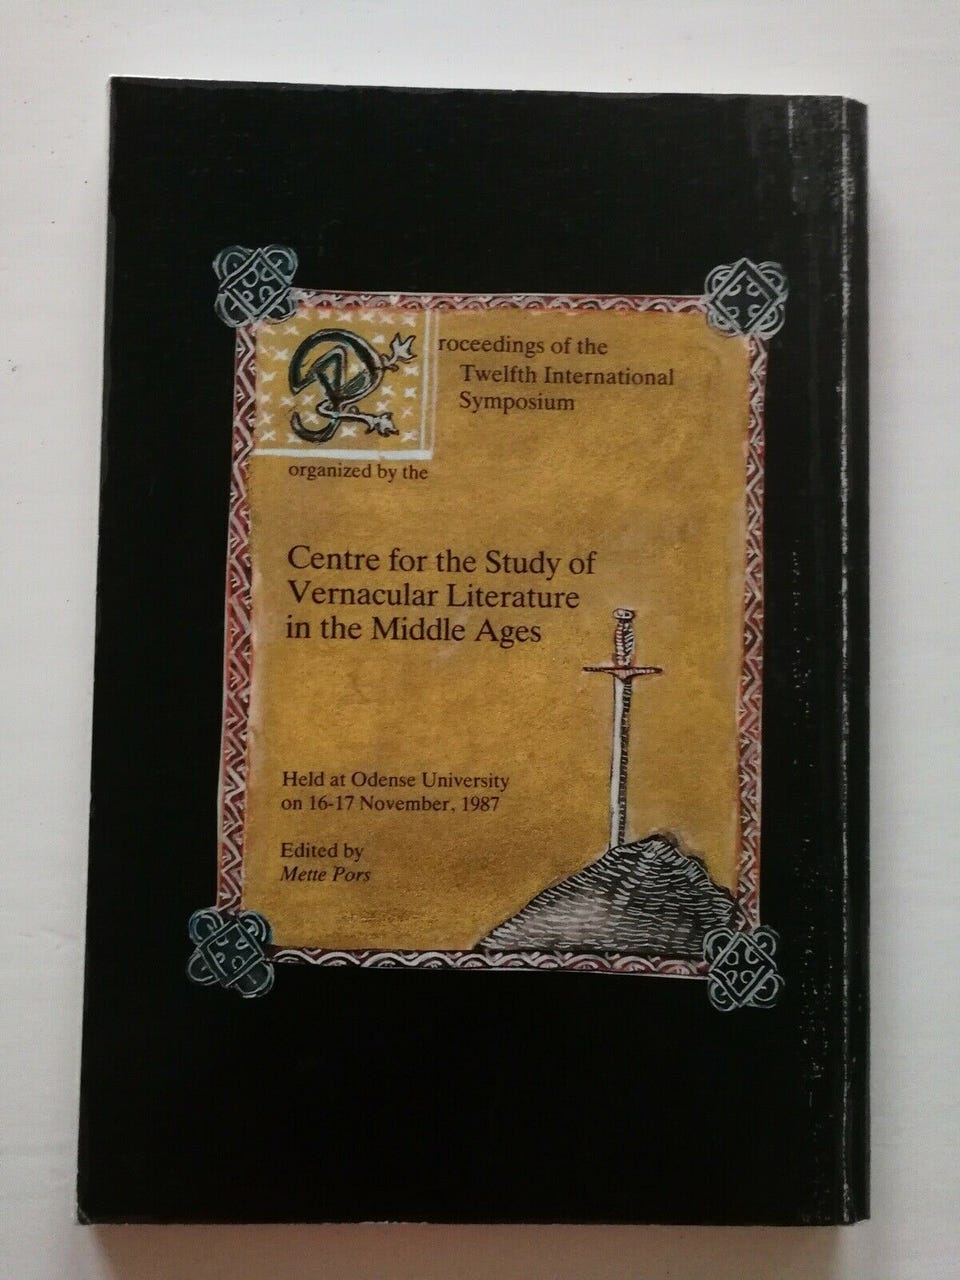 Proceedings of the
Twelfth International
Symposium
organized by the
Centre for the Study of
Vernacular Literature
in the Middle Ages
Held at Odense University
on 16-17 November, 1987
Edited by
Mette Pors